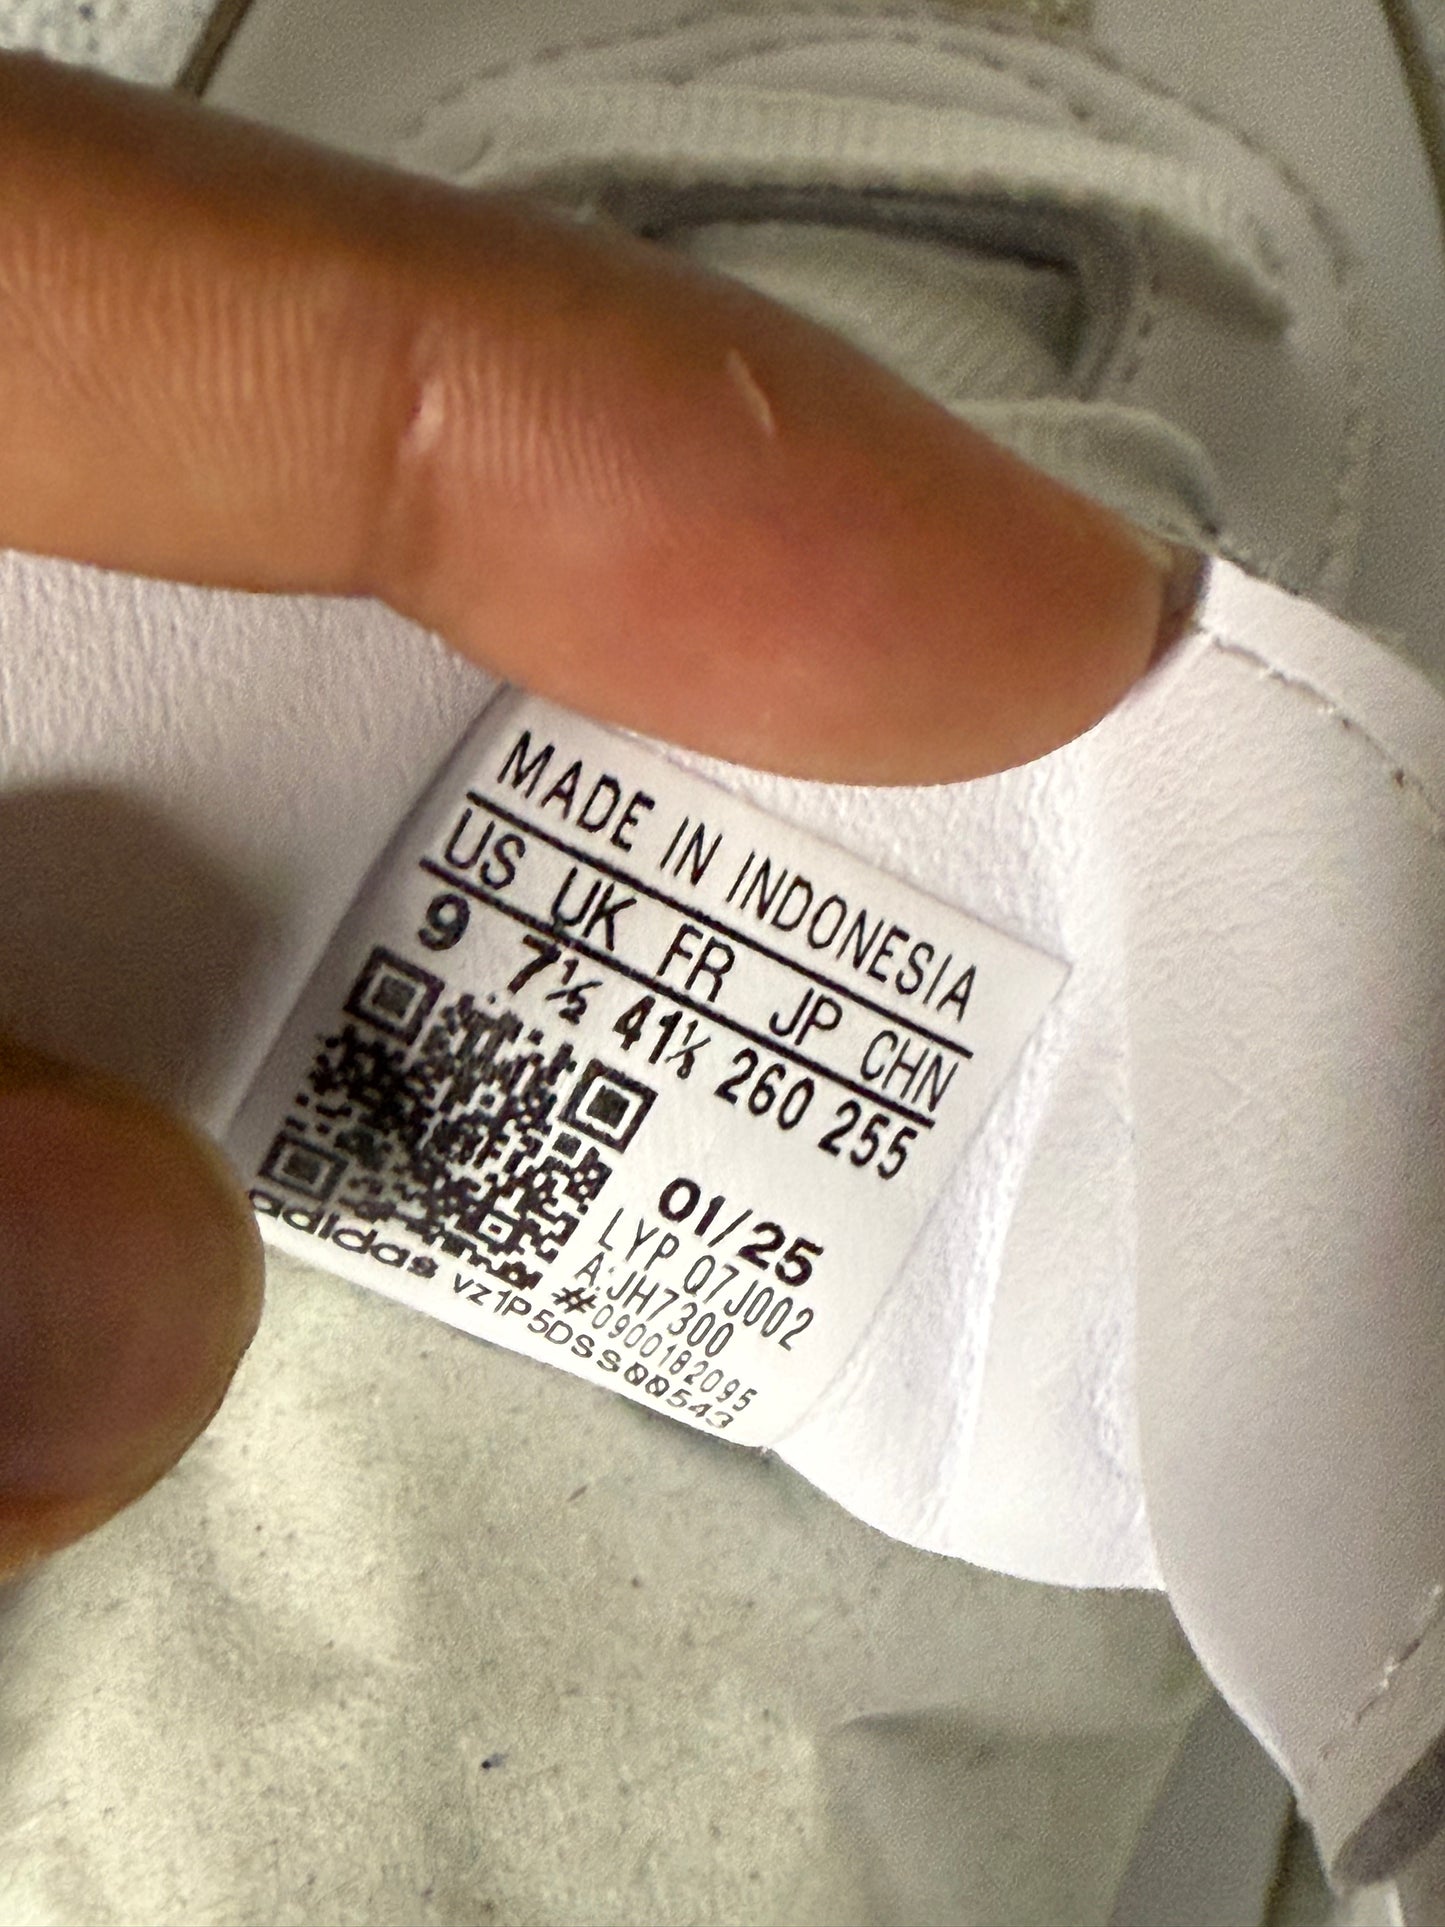 MADE IN INDONESIA
US UK FR JP CHN
9 7½ 41⅓ 260 255
01/25
LYP Q7J002
A:JH7300
#0900182095
adidas VZ1P5DSS00543